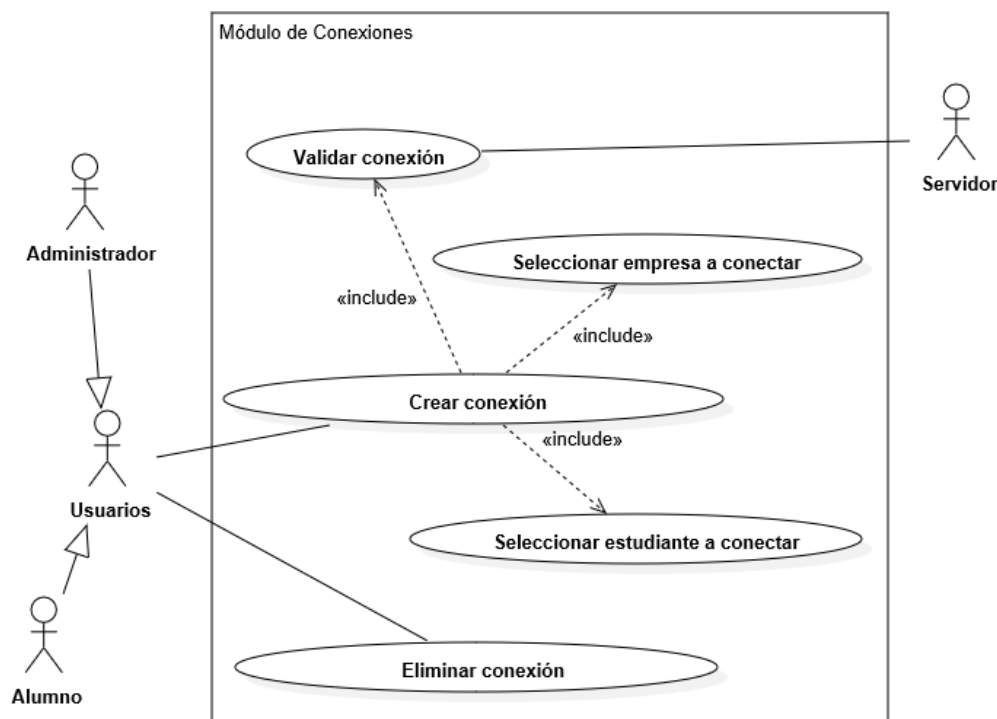 Módulo de Conexiones
Validar conexión
Servidor
Administrador
Seleccionar empresa a conectar
«include»
«include»
Crear conexión
«include»
Usuarios
Seleccionar estudiante a conectar
Eliminar conexión
Alumno